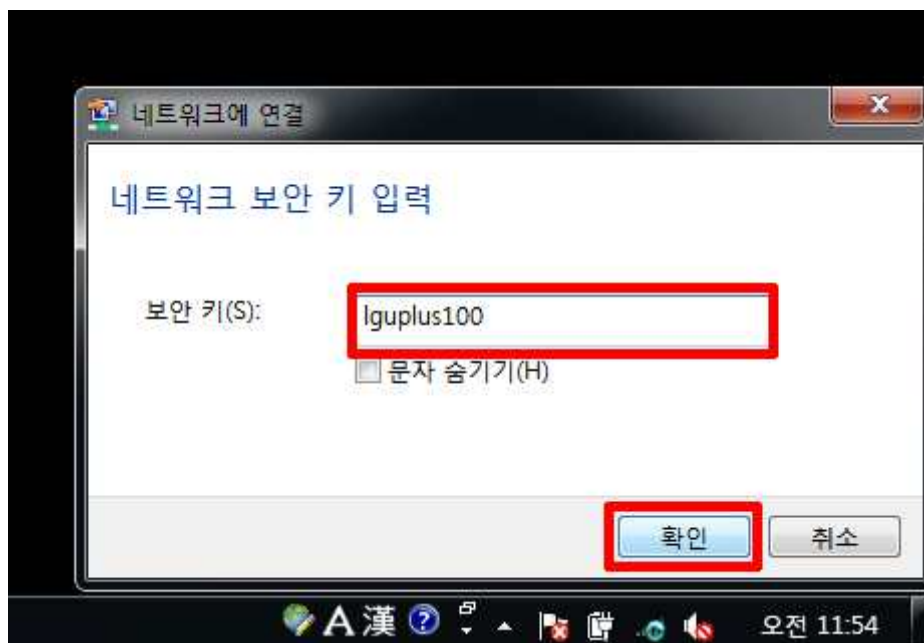 네트워크에 연결
네트워크 보안 키 입력
보안 키(S): lguplus100
문자 숨기기(H)
확인 취소
A 漢 ? 오전 11:54